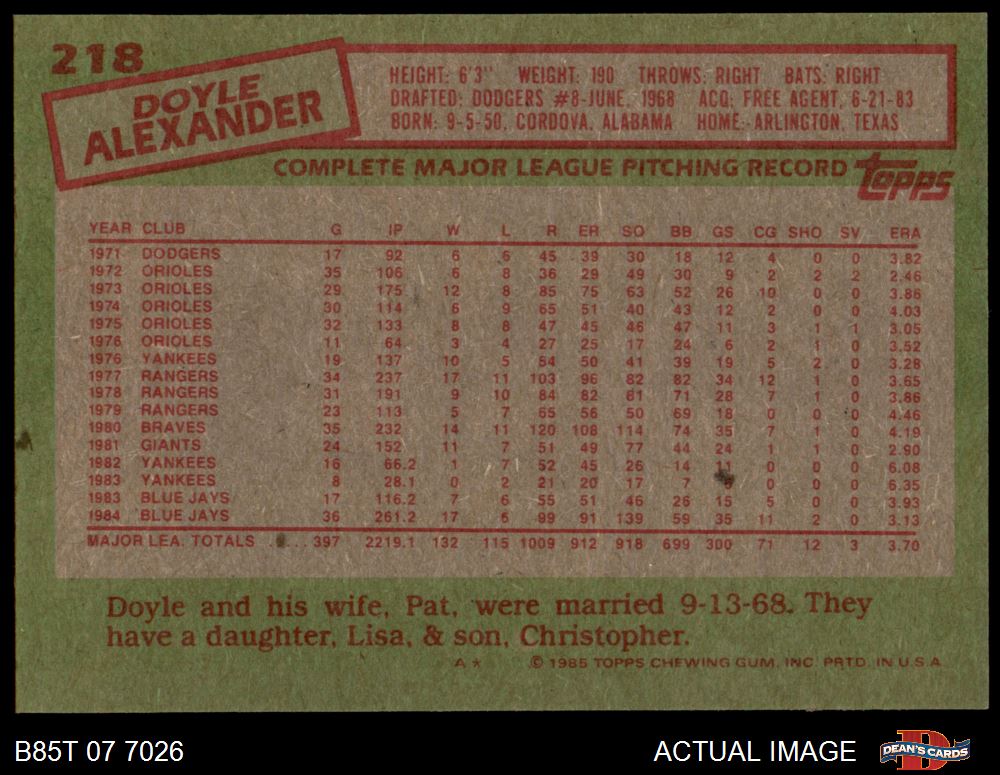 218
DOYLE
ALEXANDER
HEIGHT: 6'3" WEIGHT: 190 THROWS: RIGHT BATS: RIGHT
DRAFTED: DODGERS #8-JUNE, 1968 ACQ: FREE AGENT, 6-21-83
BORN: 9-5-50, CORDOVA, ALABAMA HOME: ARLINGTON, TEXAS
COMPLETE MAJOR LEAGUE PITCHING RECORD topps
YEAR CLUB G IP W L R ER SO BB GS CG SHO SV ERA
1971 DODGERS 17 92 6 6 45 39 30 18 12 4 0 0 3.82
1972 ORIOLES 35 106 6 8 36 29 49 30 9 2 2 2 2.46
1973 ORIOLES 29 175 12 8 85 75 63 52 26 10 0 0 3.86
1974 ORIOLES 30 114 6 9 65 51 40 43 12 2 0 0 4.03
1975 ORIOLES 32 133 8 8 47 45 46 47 11 3 1 1 3.05
1976 ORIOLES 11 64 3 4 27 25 17 24 6 2 1 0 3.52
1976 YANKEES 19 137 10 5 54 50 41 39 19 5 2 0 3.28
1977 RANGERS 34 237 17 11 103 96 82 82 34 12 1 0 3.65
1978 RANGERS 31 191 9 10 84 82 81 71 28 7 1 0 3.86
1979 RANGERS 23 113 5 7 65 56 50 69 18 0 0 0 4.46
1980 BRAVES 35 232 14 11 120 108 114 74 35 7 1 0 4.19
1981 GIANTS 24 152 11 7 51 49 77 44 24 1 1 0 2.90
1982 YANKEES 16 66.2 1 7 52 45 26 14 11 0 0 0 6.08
1983 YANKEES 8 28.1 0 2 21 20 17 7 0 0 0 6.35
1983 BLUE JAYS 17 116.2 7 6 55 51 46 26 15 5 0 0 3.93
1984 BLUE JAYS 36 261.2 17 6 99 91 139 59 35 11 2 0 3.13
MAJOR LEA. TOTALS ..... 397 2219.1 132 115 1009 912 918 699 300 71 12 3 3.70
Doyle and his wife, Pat, were married 9-13-68. They
have a daughter, Lisa, & son, Christopher.
A* © 1985 TOPPS CHEWING GUM, INC. PRTD. IN U.S.A.
B85T 07 7026 ACTUAL IMAGE DEAN'S CARDS